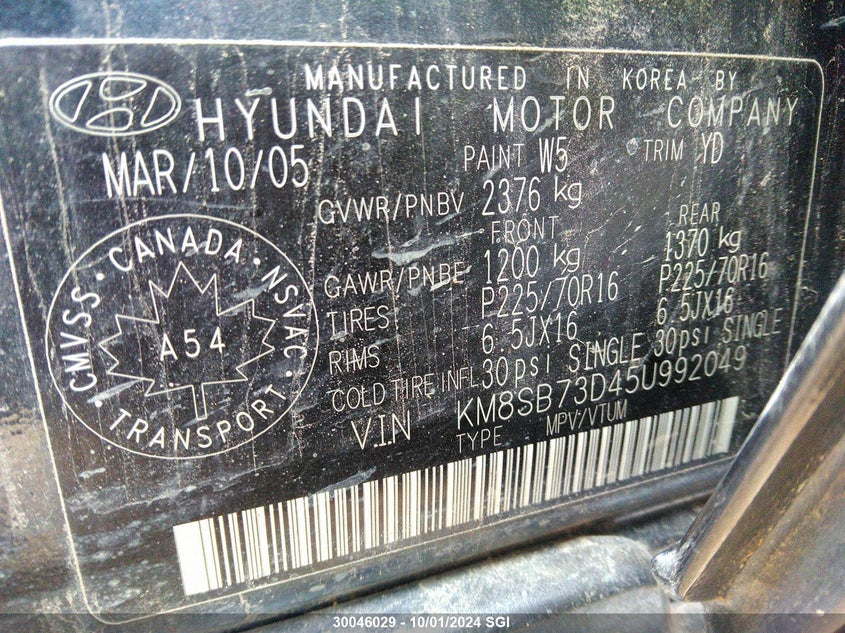 MANUFACTURED IN KOREA BY
HYUNDAI MOTOR COMPANY
MAR/10/05 PAINT W5 TRIM YD
GVWR/PNBV 2376 kg
FRONT REAR
GAWR/PNBE 1200 kg 1370 kg
TIRES P225/70R16 P225/70R16
RIMS 6.5JX16 6.5JX16
COLD TIRE INFL 30psi SINGLE 30psi SINGLE
VIN KM8SB73D45U992049
TYPE MPV/VTUM
CMVSS · CANADA · NSVAC · TRANSPORT
A54
30046029 - 10/01/2024 SGI